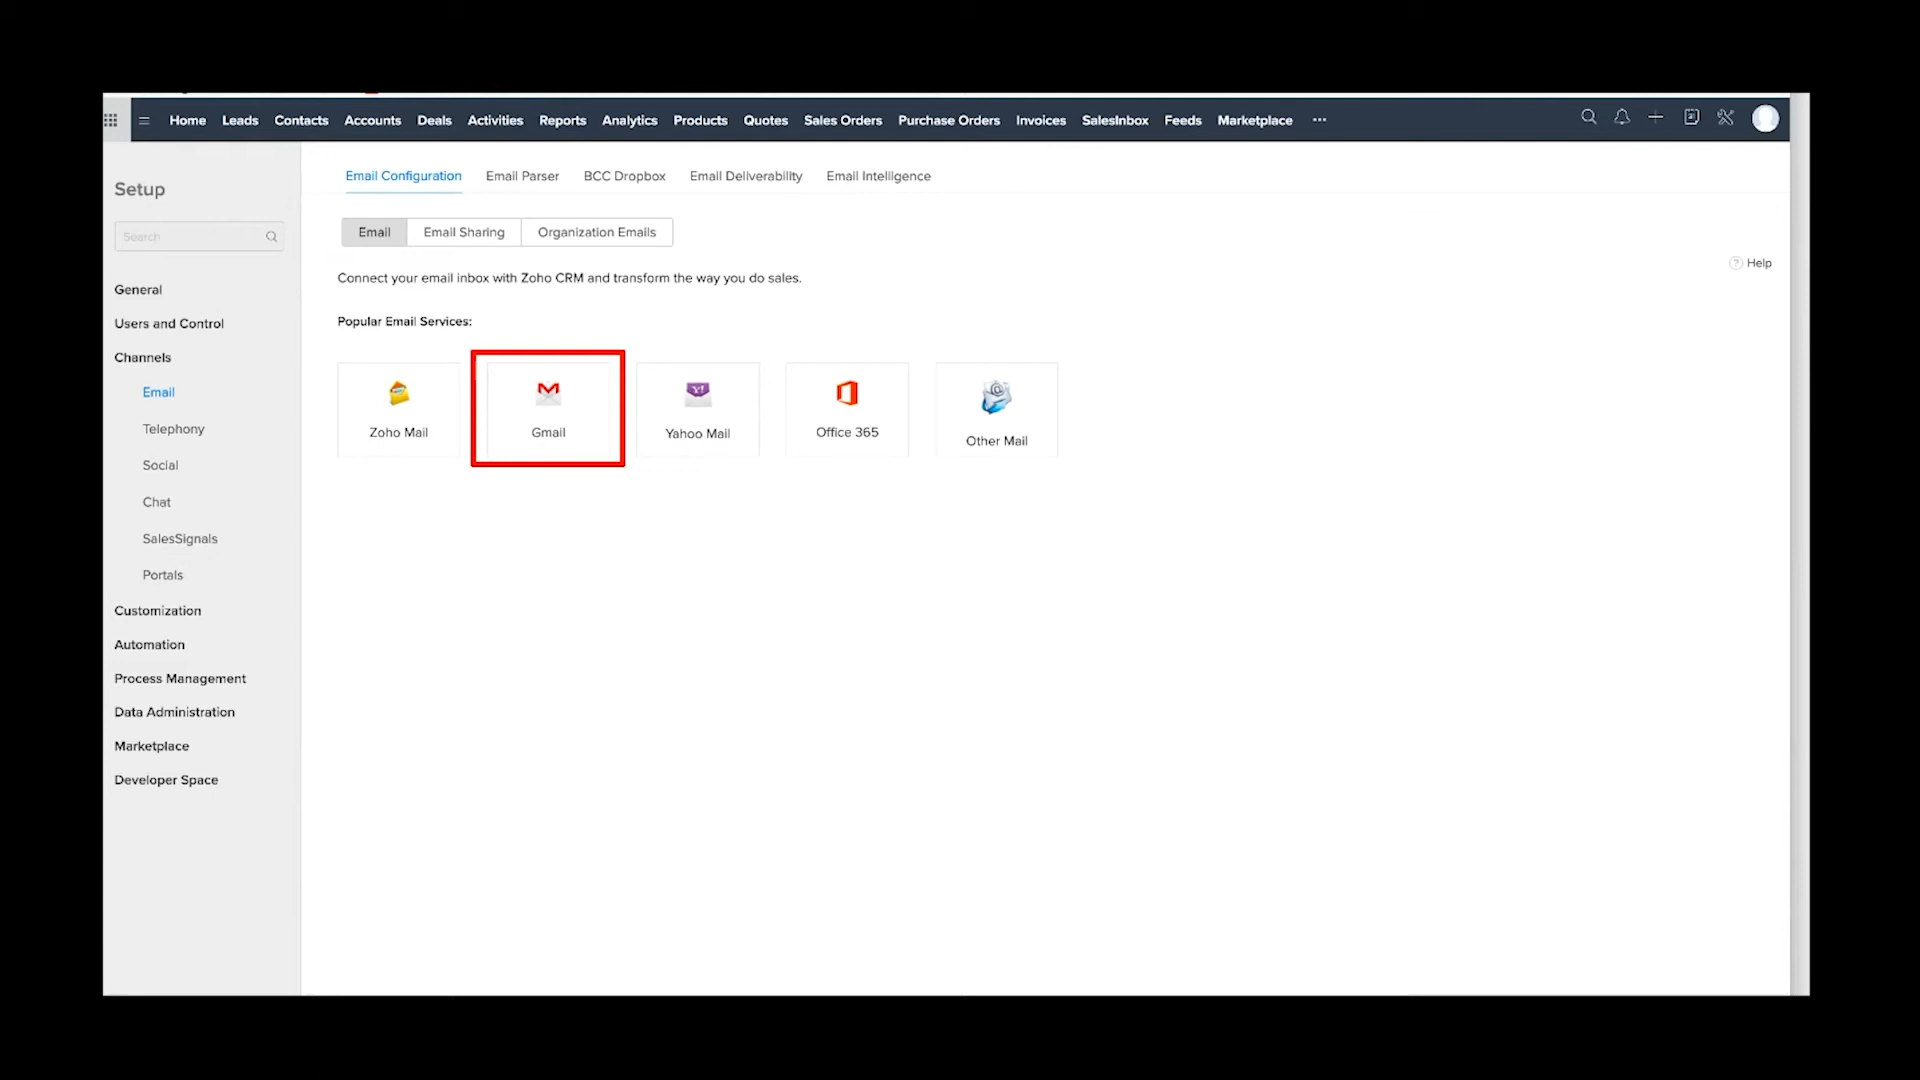 Home Leads Contacts Accounts Deals Activities Reports Analytics Products Quotes Sales Orders Purchase Orders Invoices SalesInbox Feeds Marketplace ...
Setup
Search
General
Users and Control
Channels
Email
Telephony
Social
Chat
SalesSignals
Portals
Customization
Automation
Process Management
Data Administration
Marketplace
Developer Space
Email Configuration Email Parser BCC Dropbox Email Deliverability Email Intelligence
Email Email Sharing Organization Emails
? Help
Connect your email inbox with Zoho CRM and transform the way you do sales.
Popular Email Services:
Zoho Mail Gmail Yahoo Mail Office 365 Other Mail